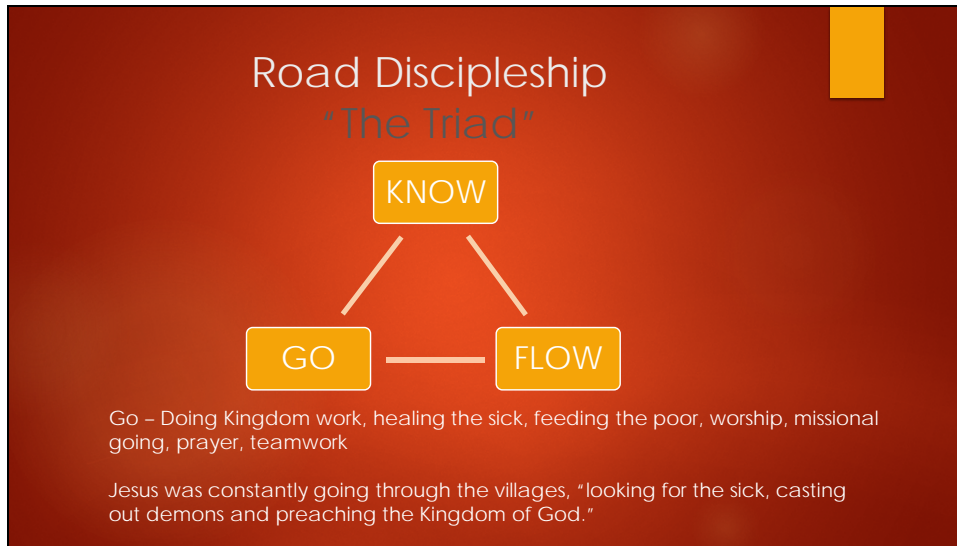 Road Discipleship
“The Triad”
KNOW
GO
FLOW
Go – Doing Kingdom work, healing the sick, feeding the poor, worship, missional
going, prayer, teamwork
Jesus was constantly going through the villages, “looking for the sick, casting
out demons and preaching the Kingdom of God.”